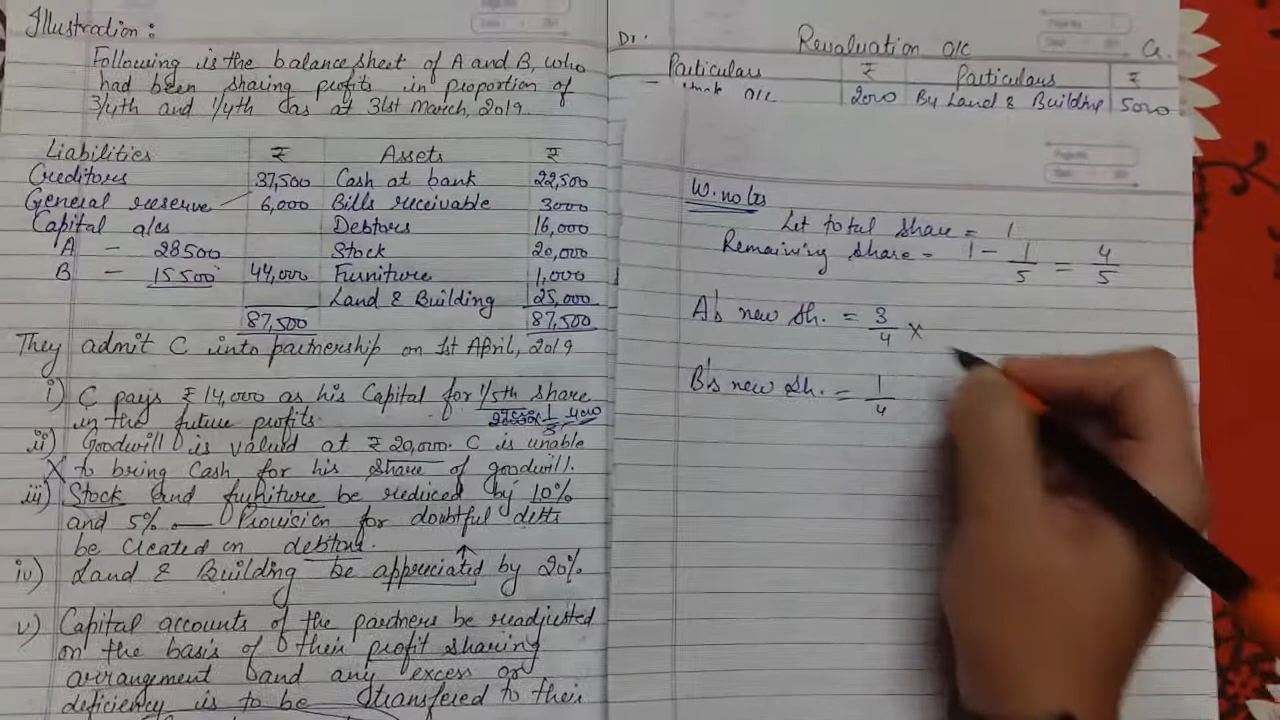 Illustration :
Following is the balance sheet of A and B, who
had been sharing profits in proportion of
3/4th and 1/4th as at 31st March, 2019.
Liabilities ₹ Assets ₹
Creditors 37,500 Cash at bank 22,500
General reserve 6,000 Bills receivable 3000
Capital a/cs Debtors 16,000
A - 28500 Stock 20,000
B - 15500 44,000 Furniture 1,000
Land & Building 25,000
87,500 87,500
They admit C into partnership on 1st April, 2019
i) C pays ₹ 14,000 as his Capital for 1/5th share
in the future profits.
1/5 4000
ii) Goodwill is valued at ₹ 20,000. C is unable
X to bring Cash for his share of goodwill.
iii) Stock and furniture be reduced by 10%
and 5% Provision for doubtful debts
be created on debtors.
iv) Land & Building be appreciated by 20%.
v) Capital accounts of the partners be readjusted
on the basis of their profit sharing
arrangement and any excess or
deficiency is to be transfered to their
Dr. Revaluation a/c Cr.
Particulars ₹ Particulars ₹
a/c 2000 By Land & Building 5000
W. notes
Let total share = 1
Remaining share = 1 - 1/5 = 4/5
A's new Sh. = 3/4 ×
B's new Sh. = 1/4